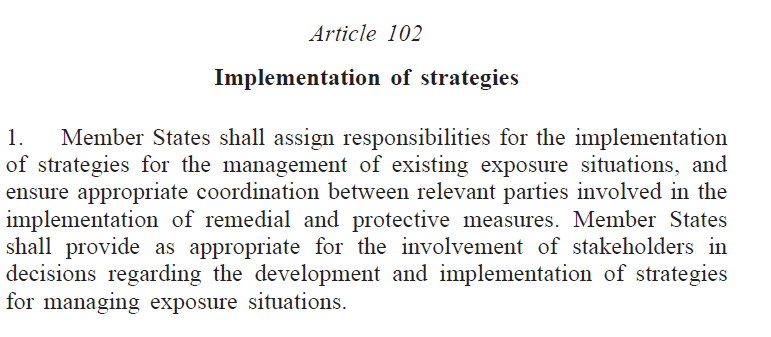 Article 102
Implementation of strategies
1. Member States shall assign responsibilities for the implementation
of strategies for the management of existing exposure situations, and
ensure appropriate coordination between relevant parties involved in the
implementation of remedial and protective measures. Member States
shall provide as appropriate for the involvement of stakeholders in
decisions regarding the development and implementation of strategies
for managing exposure situations.